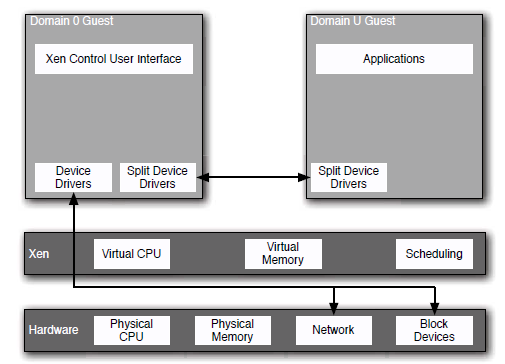 Domain 0 Guest
Domain U Guest
Xen Control User Interface
Applications
Device
Drivers
Split Device
Drivers
Split Device
Drivers
Xen
Virtual CPU
Virtual
Memory
Scheduling
Hardware
Physical
CPU
Physical
Memory
Network
Block
Devices